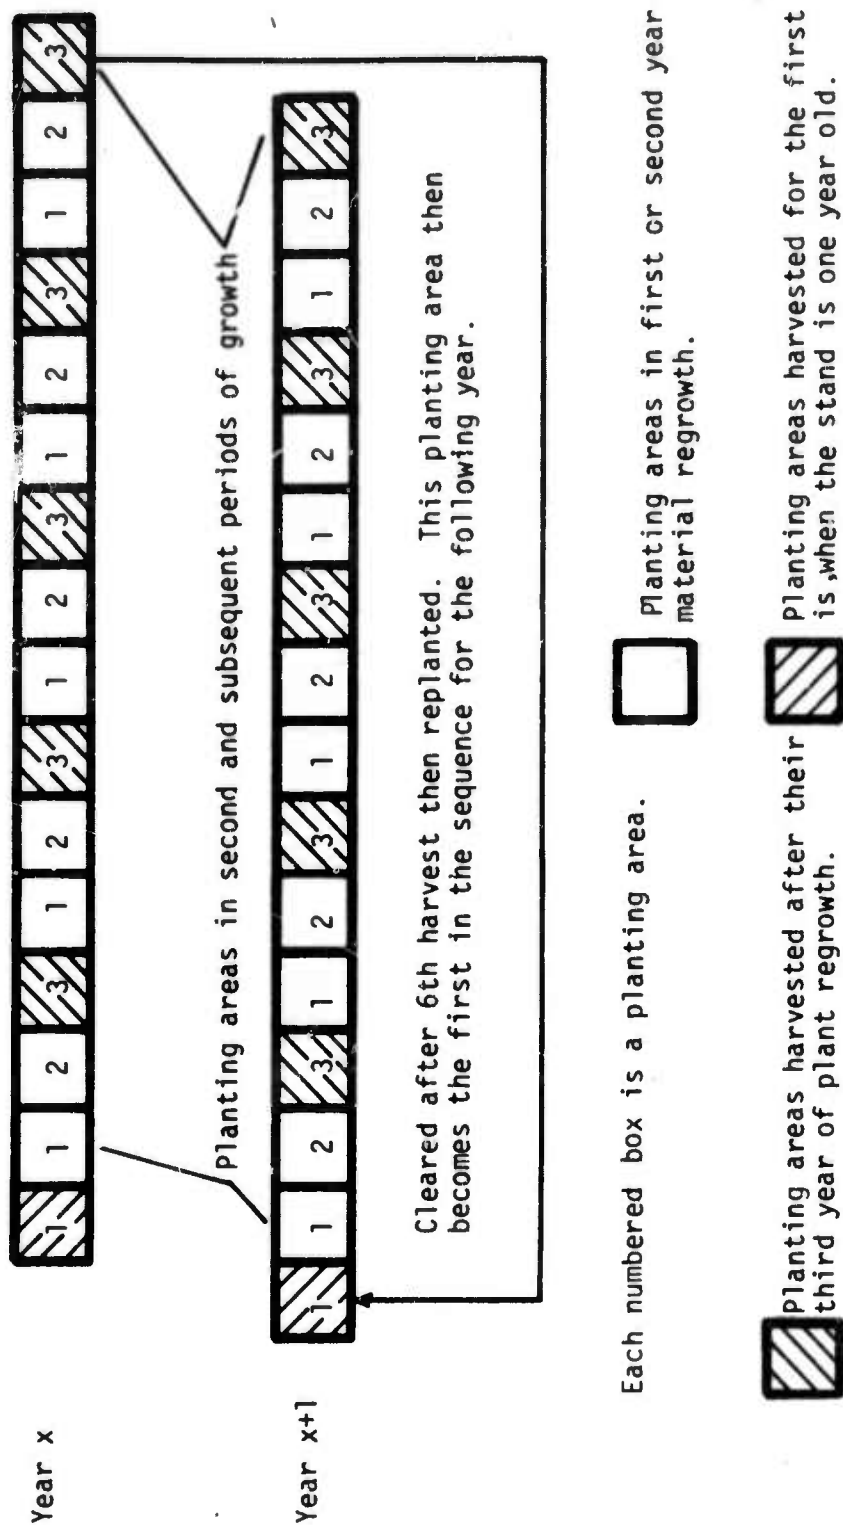 Year x
1 1 2 3 1 2 3 1 2 3 1 2 3 1 2 3
Planting areas in second and subsequent periods of growth
Year x+1
1 1 2 3 1 2 3 1 2 3 1 2 3 1 2 3
Cleared after 6th harvest then replanted. This planting area then
becomes the first in the sequence for the following year.
Each numbered box is a planting area.
Planting areas in first or second year
material regrowth.
Planting areas harvested after their
third year of plant regrowth.
Planting areas harvested for the first
is,when the stand is one year old.